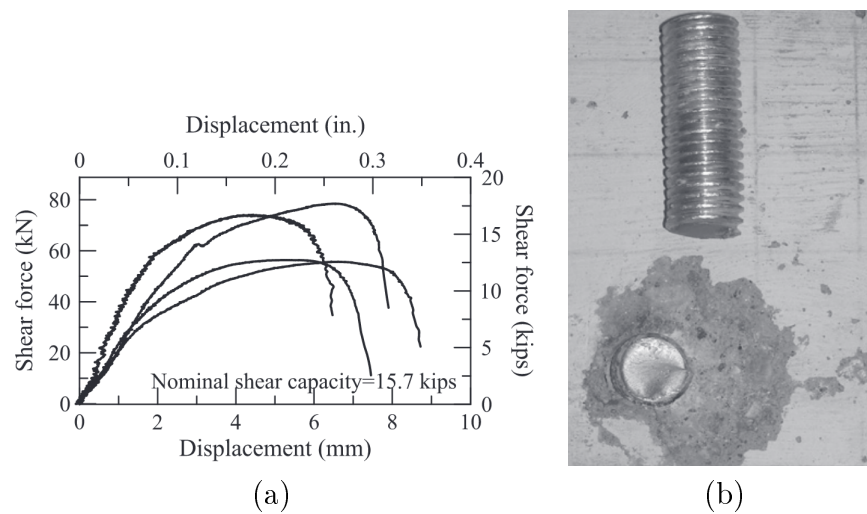 Displacement (in.)
0 0.1 0.2 0.3 0.4
80
60
40
20
0
Shear force (kN)
20
15
10
5
0
Shear force (kips)
Nominal shear capacity=15.7 kips
0 2 4 6 8 10
Displacement (mm)
(a)
(b)